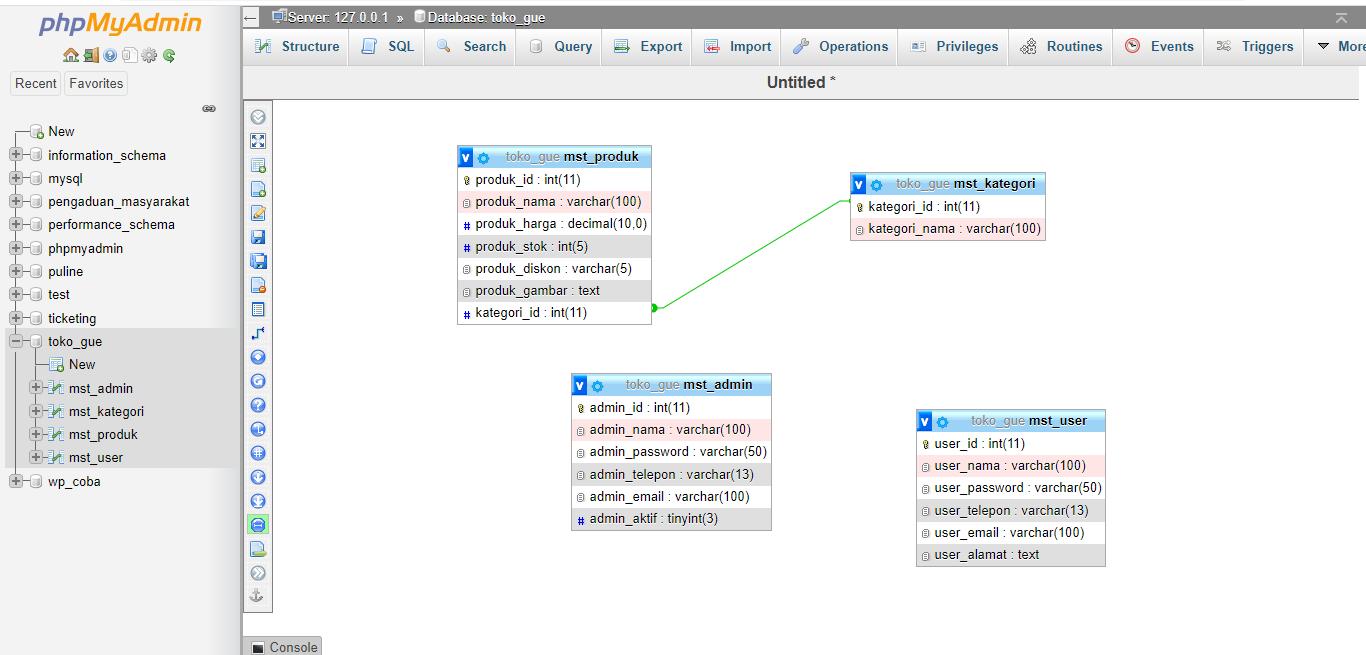 phpMyAdmin
Recent Favorites
New
information_schema
mysql
pengaduan_masyarakat
performance_schema
phpmyadmin
puline
test
ticketing
toko_gue
New
mst_admin
mst_kategori
mst_produk
mst_user
wp_coba
Server: 127.0.0.1 » Database: toko_gue
Structure SQL Search Query Export Import Operations Privileges Routines Events Triggers More
Untitled *
v toko_gue mst_produk
produk_id : int(11)
produk_nama : varchar(100)
# produk_harga : decimal(10,0)
# produk_stok : int(5)
produk_diskon : varchar(5)
produk_gambar : text
# kategori_id : int(11)
v toko_gue mst_kategori
kategori_id : int(11)
kategori_nama : varchar(100)
v toko_gue mst_admin
admin_id : int(11)
admin_nama : varchar(100)
admin_password : varchar(50)
admin_telepon : varchar(13)
admin_email : varchar(100)
# admin_aktif : tinyint(3)
v toko_gue mst_user
user_id : int(11)
user_nama : varchar(100)
user_password : varchar(50)
user_telepon : varchar(13)
user_email : varchar(100)
user_alamat : text
Console